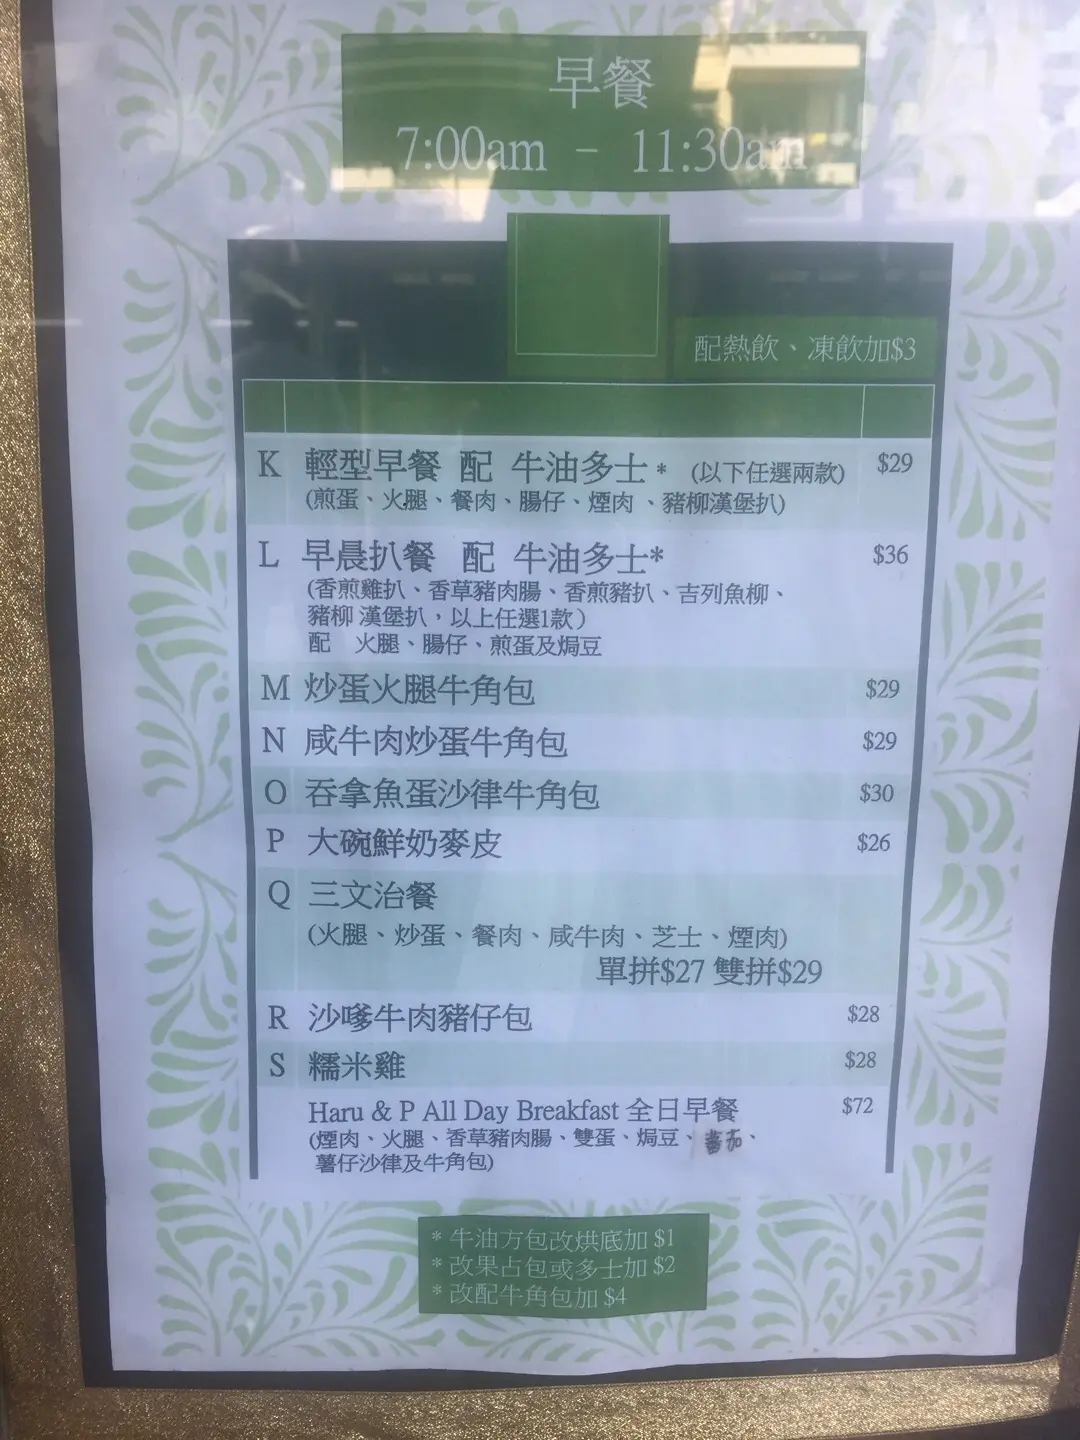 早餐
7:00am - 11:30am
配熱飲、凍飲加$3
K 輕型早餐 配 牛油多士* (以下任選兩款) $29
(煎蛋、火腿、餐肉、腸仔、煙肉、豬柳漢堡扒)
L 早晨扒餐 配 牛油多士* $36
(香煎雞扒、香草豬肉腸、香煎豬扒、吉列魚柳、
豬柳 漢堡扒，以上任選1款)
配 火腿、腸仔、煎蛋及焗豆
M 炒蛋火腿牛角包 $29
N 咸牛肉炒蛋牛角包 $29
O 吞拿魚蛋沙律牛角包 $30
P 大碗鮮奶麥皮 $26
Q 三文治餐
(火腿、炒蛋、餐肉、咸牛肉、芝士、煙肉)
單拼$27 雙拼$29
R 沙嗲牛肉豬仔包 $28
S 糯米雞 $28
Haru & P All Day Breakfast 全日早餐 $72
(煙肉、火腿、香草豬肉腸、雙蛋、焗豆、蕃茄、
薯仔沙律及牛角包)
* 牛油方包改烘底加 $1
* 改果占包或多士加 $2
* 改配牛角包加 $4